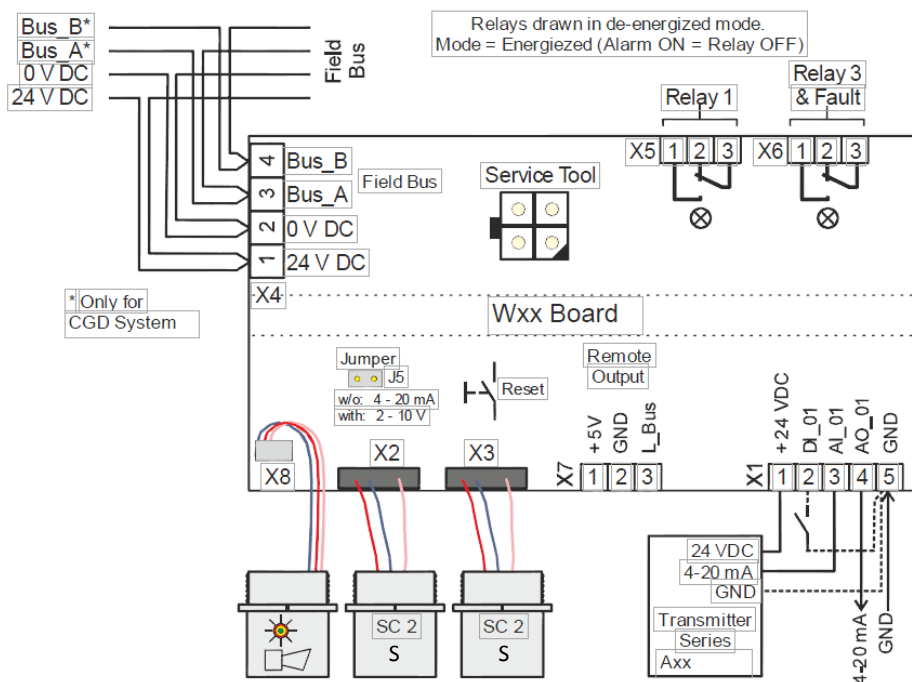 Bus_B*
Bus_A*
0 V DC
24 V DC
Field Bus
Relays drawn in de-energized mode.
Mode = Energiezed (Alarm ON = Relay OFF)
Relay 1
Relay 3
& Fault
X5 1 2 3
X6 1 2 3
4 Bus_B
3 Bus_A
2 0 V DC
1 24 V DC
Field Bus
X4
Service Tool
* Only for
CGD System
Wxx Board
Jumper
J5
w/o: 4 - 20 mA
with: 2 - 10 V
Reset
Remote
Output
+5V
GND
L_Bus
X7 1 2 3
+24 VDC
DI_01
AI_01
AO_01
GND
X1 1 2 3 4 5
X8
X2
X3
SC 2
S
SC 2
S
24 VDC
4-20 mA
GND
Transmitter
Series
Axx
4-20 mA
GND